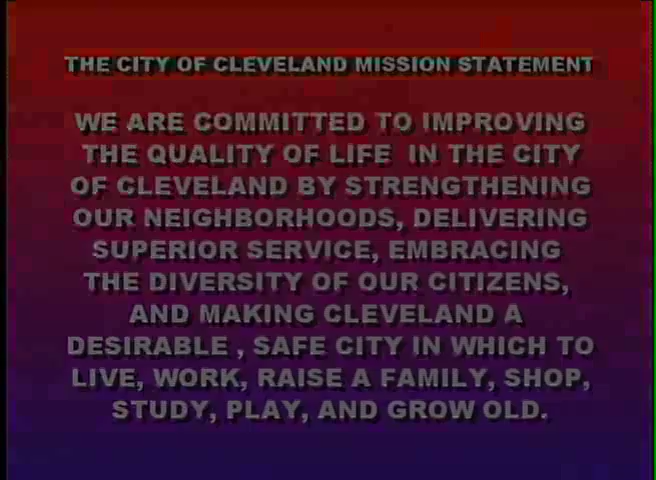 THE CITY OF CLEVELAND MISSION STATEMENT
WE ARE COMMITTED TO IMPROVING
THE QUALITY OF LIFE IN THE CITY
OF CLEVELAND BY STRENGTHENING
OUR NEIGHBORHOODS, DELIVERING
SUPERIOR SERVICE, EMBRACING
THE DIVERSITY OF OUR CITIZENS,
AND MAKING CLEVELAND A
DESIRABLE , SAFE CITY IN WHICH TO
LIVE, WORK, RAISE A FAMILY, SHOP,
STUDY, PLAY, AND GROW OLD.